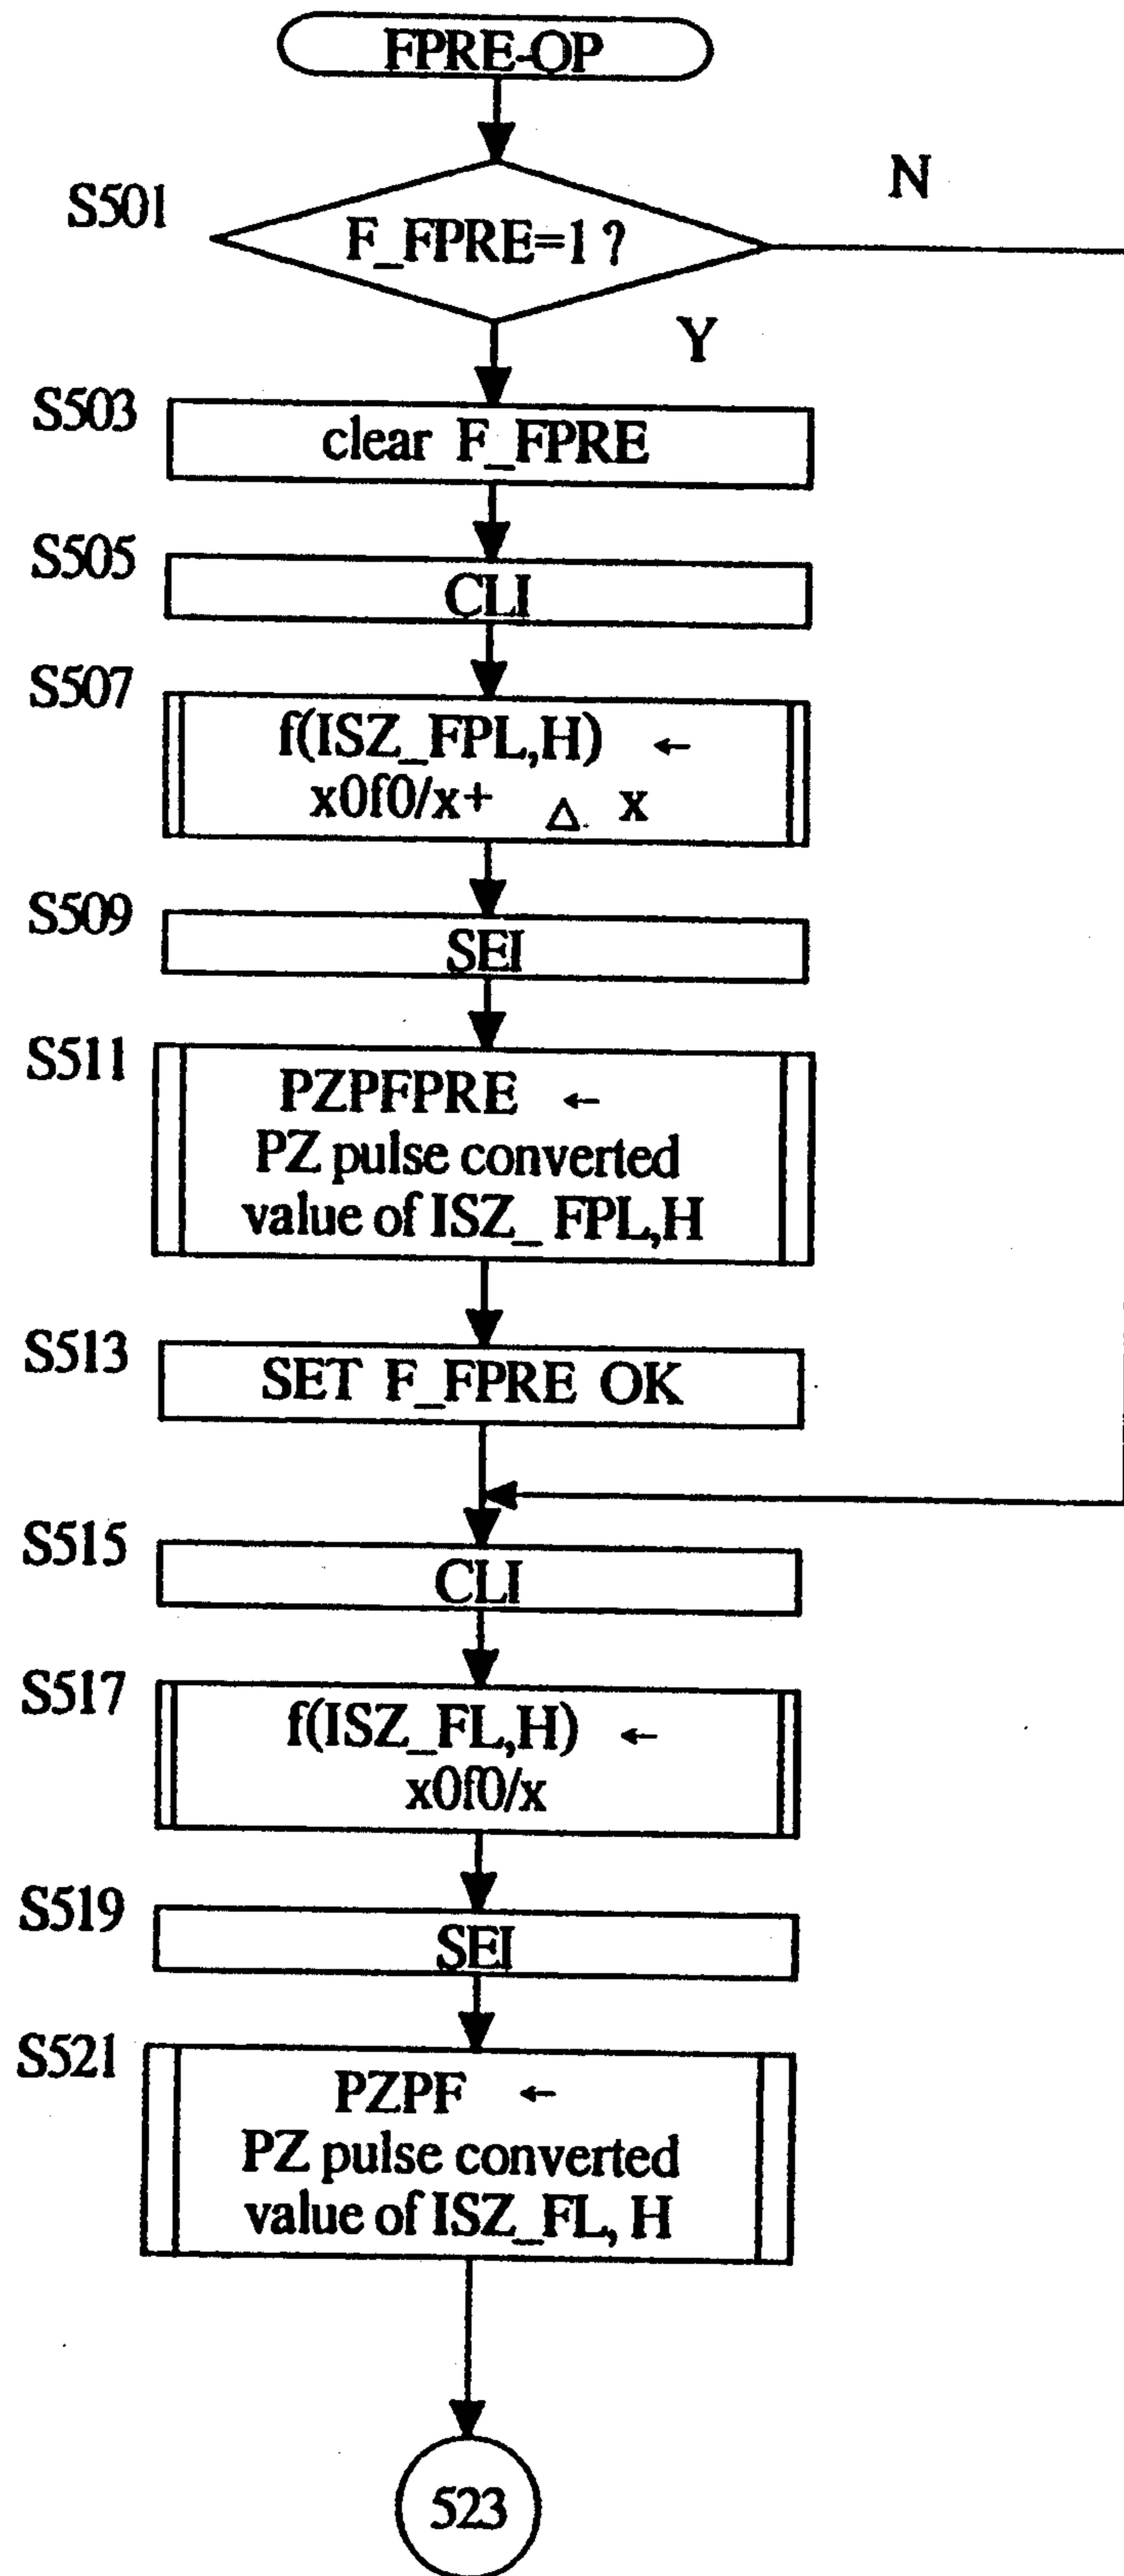 FPRE-OP
S501
F_FPRE=1 ?
N
Y
S503
clear F_FPRE
S505
CLI
S507
f(ISZ_FPL,H) ←
x0f0/x+ △ x
S509
SEI
S511
PZPFPRE ←
PZ pulse converted
value of ISZ_ FPL,H
S513
SET F_FPRE OK
S515
CLI
S517
f(ISZ_FL,H) ←
x0f0/x
S519
SEI
S521
PZPF ←
PZ pulse converted
value of ISZ_FL, H
523